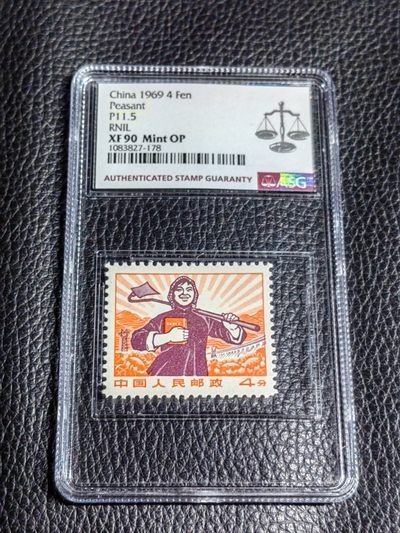 China 1969 4 Fen
Peasant
P11.5
RNIL
XF 90 Mint OP
1083827-178
AUTHENTICATED STAMP GUARANTY
ASG
中国人民邮政 4分